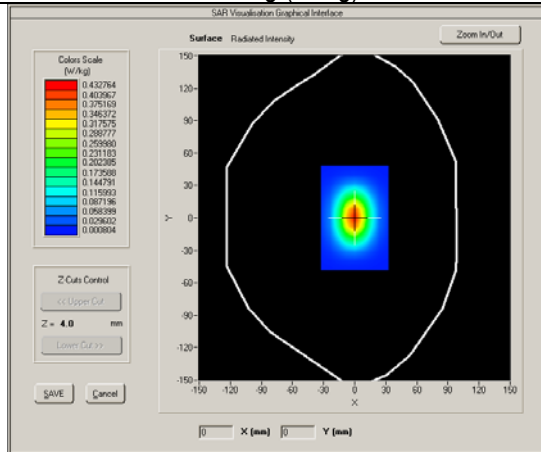 SAR Visualisation Graphical Interface
Surface Radiated Intensity
Zoom In/Out
Colors Scale
(W/kg)
0.432764
0.403967
0.375169
0.346372
0.317575
0.288777
0.259980
0.231183
0.202385
0.173588
0.144791
0.115993
0.087196
0.058399
0.029602
0.000804
150
120
90
60
30
Y
0
-30
-60
-90
-120
-150
-150 -120 -90 -60 -30 0 30 60 90 120 150
X
Z-Cuts Control
<< Upper Cut
Z = 4.0 mm
Lower Cut >>
SAVE
Cancel
0 X (mm) 0 Y (mm)